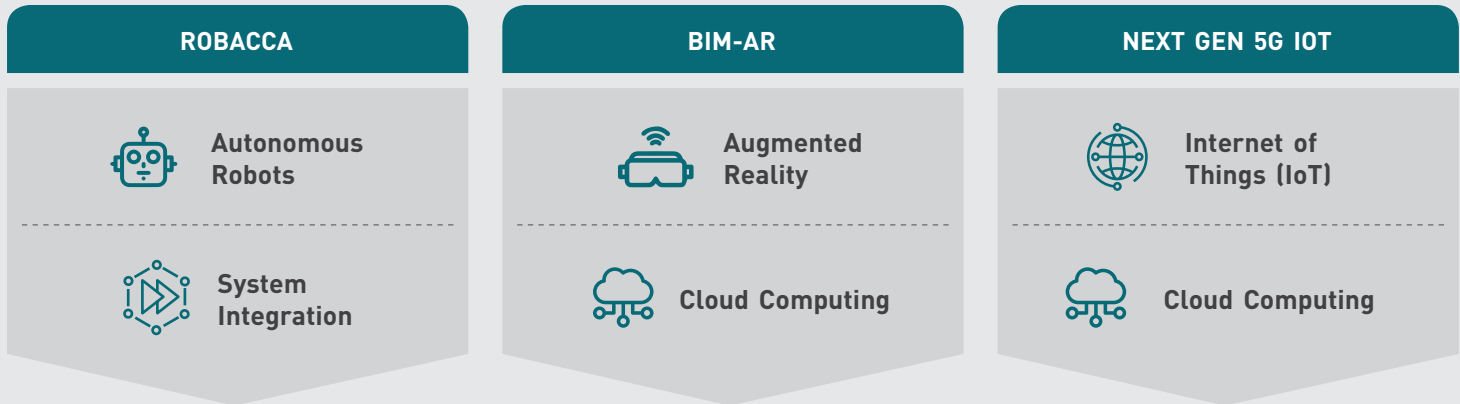 ROBACCA
Autonomous
Robots
System
Integration
BIM-AR
Augmented
Reality
Cloud Computing
NEXT GEN 5G IOT
Internet of
Things (IoT)
Cloud Computing